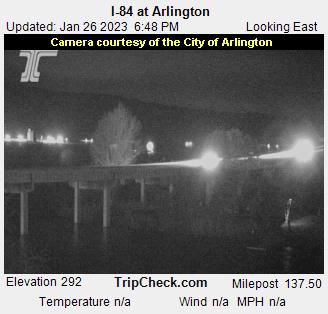 I-84 at Arlington
Updated: Jan 26 2023 6:48 PM Looking East
Camera courtesy of the City of Arlington
Elevation 292 TripCheck.com Milepost 137.50
Temperature n/a Wind n/a MPH n/a